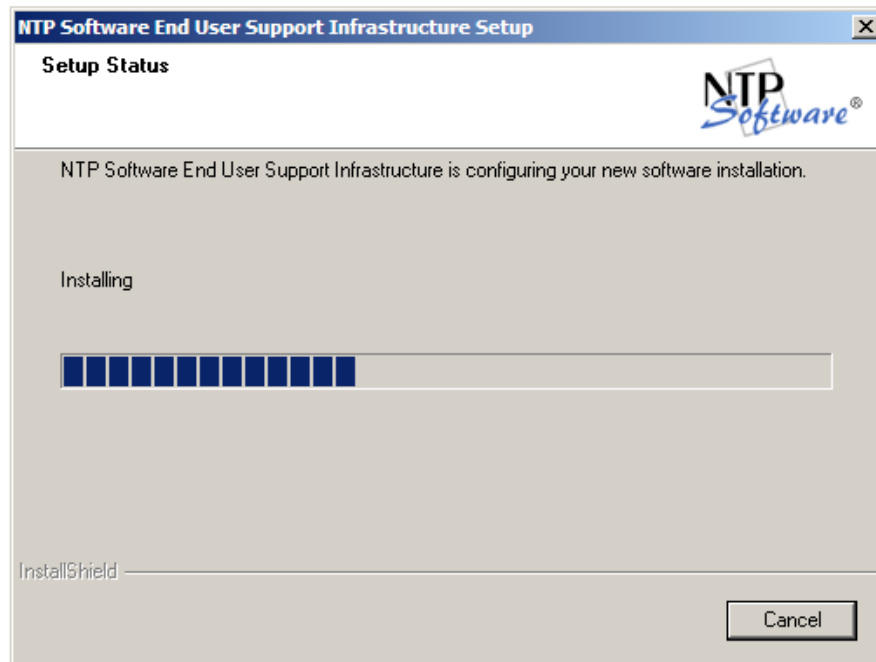 NTP Software End User Support Infrastructure Setup
Setup Status
NTP
Software®
NTP Software End User Support Infrastructure is configuring your new software installation.
Installing
InstallShield
Cancel